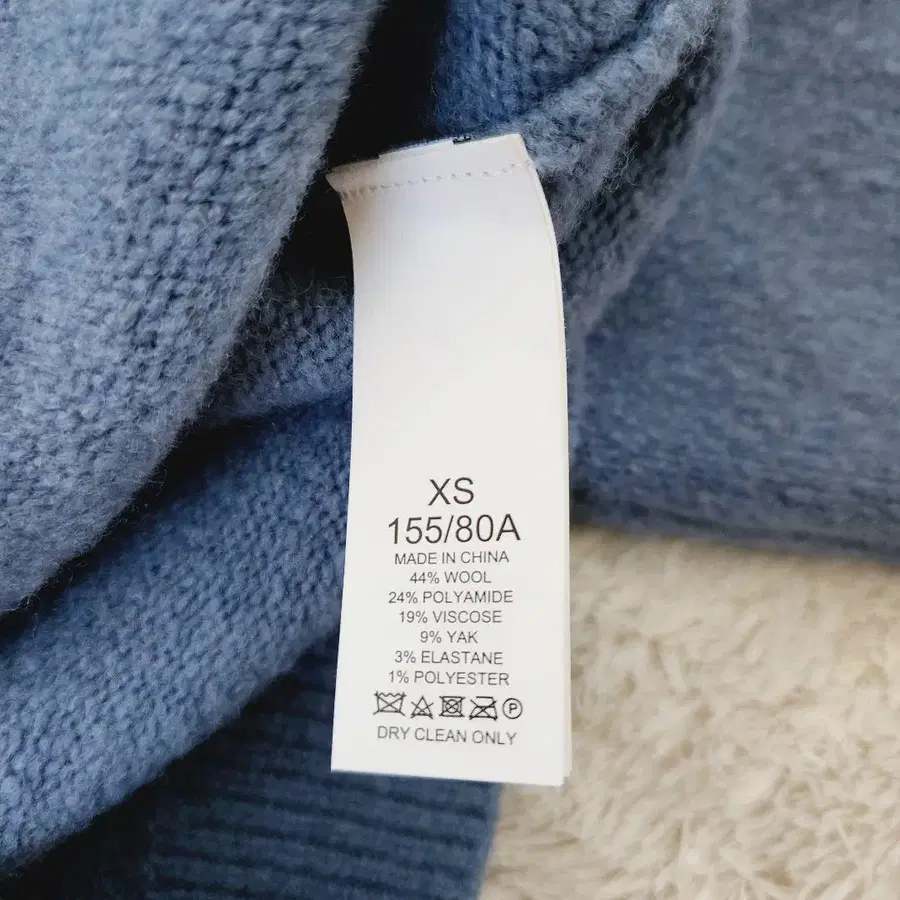 XS
155/80A
MADE IN CHINA
44% WOOL
24% POLYAMIDE
19% VISCOSE
9% YAK
3% ELASTANE
1% POLYESTER
P
DRY CLEAN ONLY